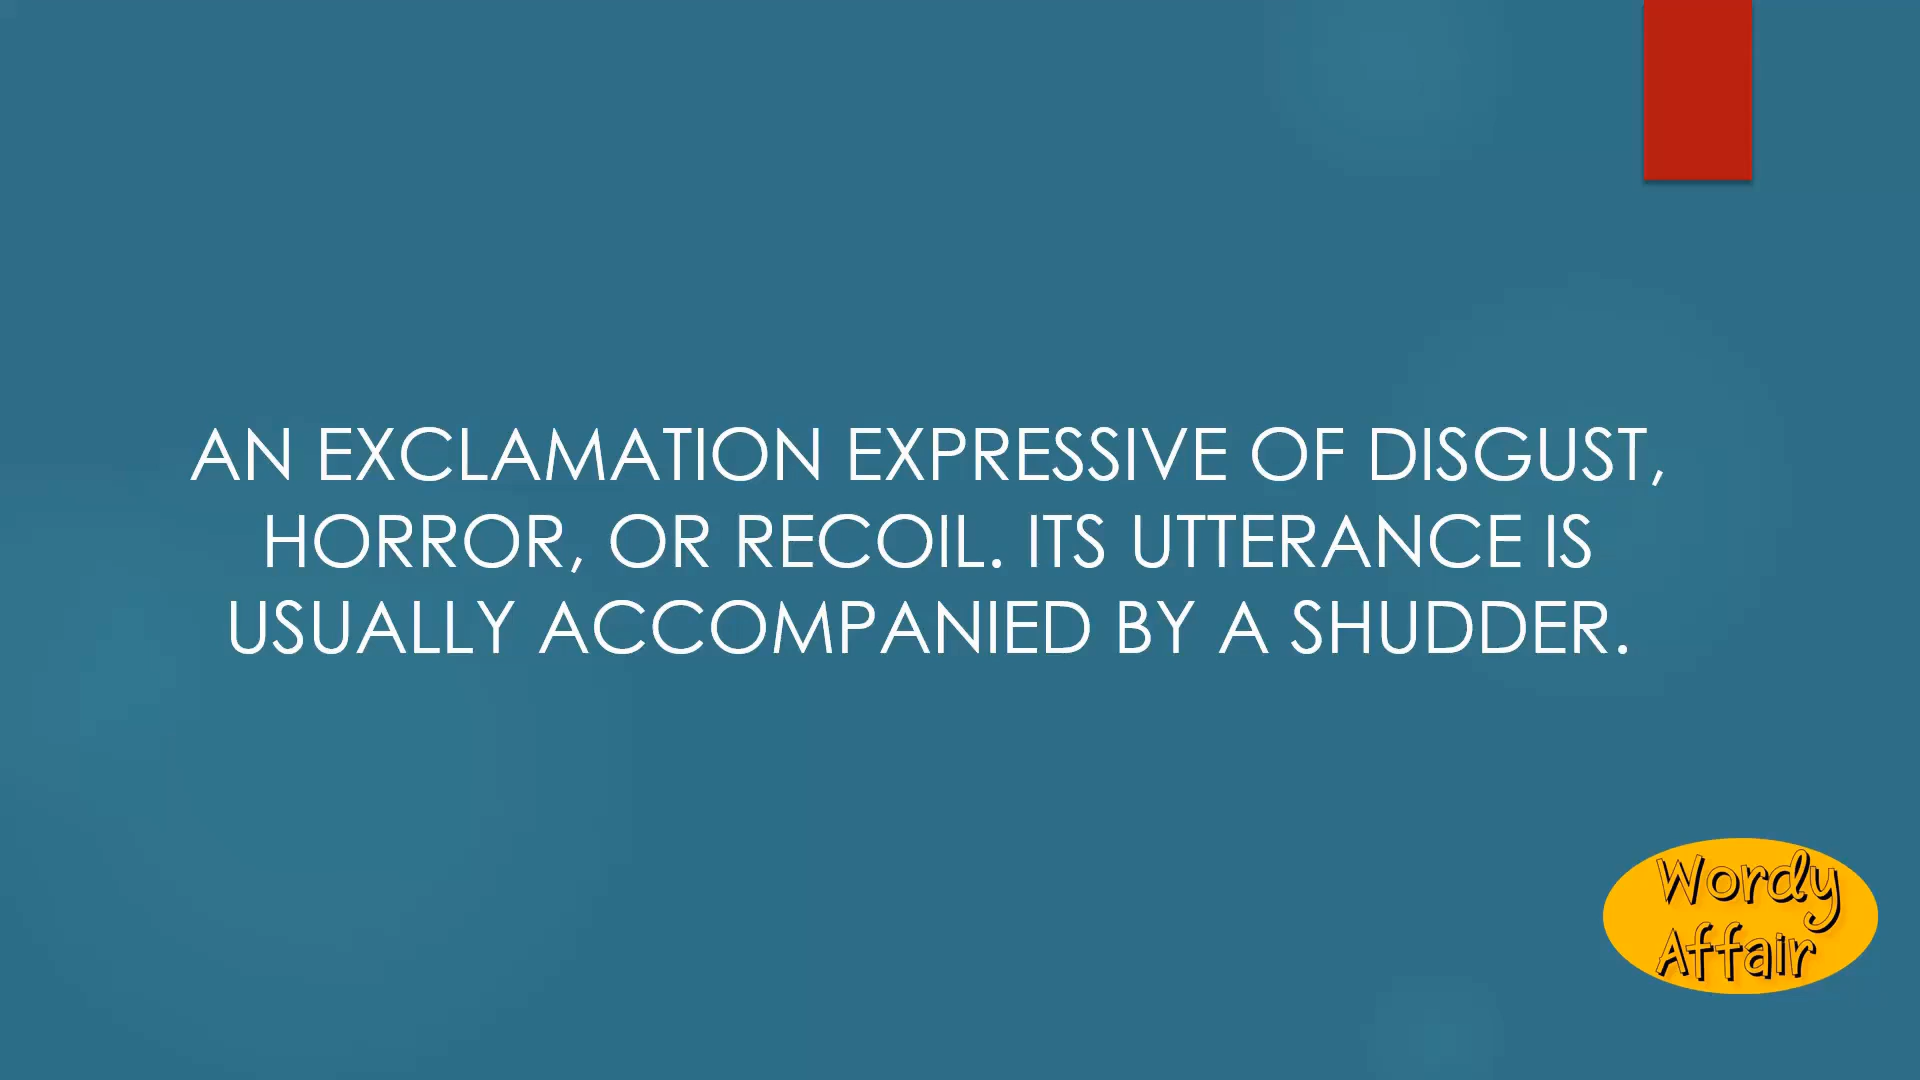 AN EXCLAMATION EXPRESSIVE OF DISGUST,
HORROR, OR RECOIL. ITS UTTERANCE IS
USUALLY ACCOMPANIED BY A SHUDDER.
Wordy
Affair